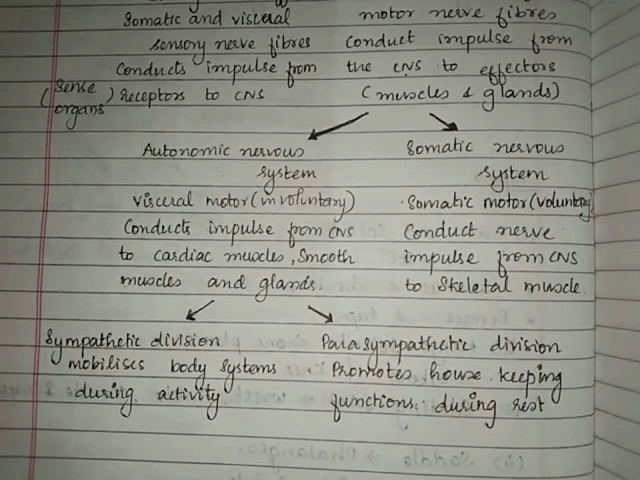 Somatic and visceral
sensory nerve fibres
Conducts impulse from
(sense organs) receptors to CNS
motor nerve fibres
Conduct impulse from
the CNS to effectors
(muscles & glands)
Autonomic nervous
system
visceral motor (involuntary)
Conducts impulse from CNS
to cardiac muscles, Smooth
muscles and glands.
Somatic nervous
system
Somatic motor (voluntary)
Conduct nerve
impulse from CNS
to Skeletal muscle.
Sympathetic division
mobilises body systems
during activity
Parasympathetic division
Promotes house keeping
functions during rest